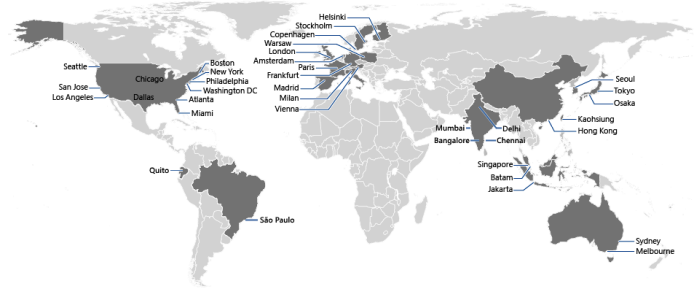 Helsinki
Stockholm
Copenhagen
Warsaw
London
Amsterdam
Paris
Frankfurt
Madrid
Milan
Vienna
Seattle
Chicago
Boston
New York
Philadelphia
Washington DC
San Jose
Los Angeles
Dallas
Atlanta
Miami
Seoul
Tokyo
Osaka
Kaohsiung
Hong Kong
Mumbai
Delhi
Bangalore
Chennai
Singapore
Batam
Jakarta
Quito
São Paulo
Sydney
Melbourne